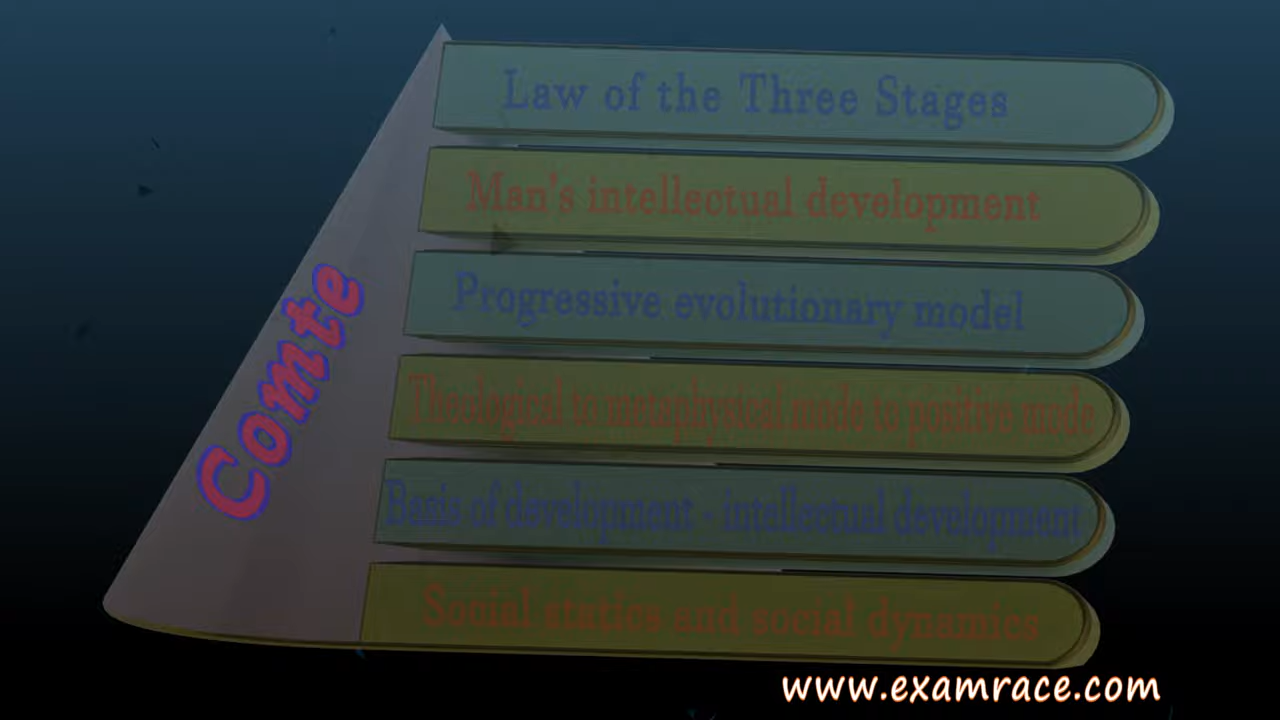 Law of the Three Stages
Man's intellectual development
Progressive evolutionary model
Theological to metaphysical mode to positive mode
Basis of development - intellectual development
Social statics and social dynamics
Comte
www.examrace.com